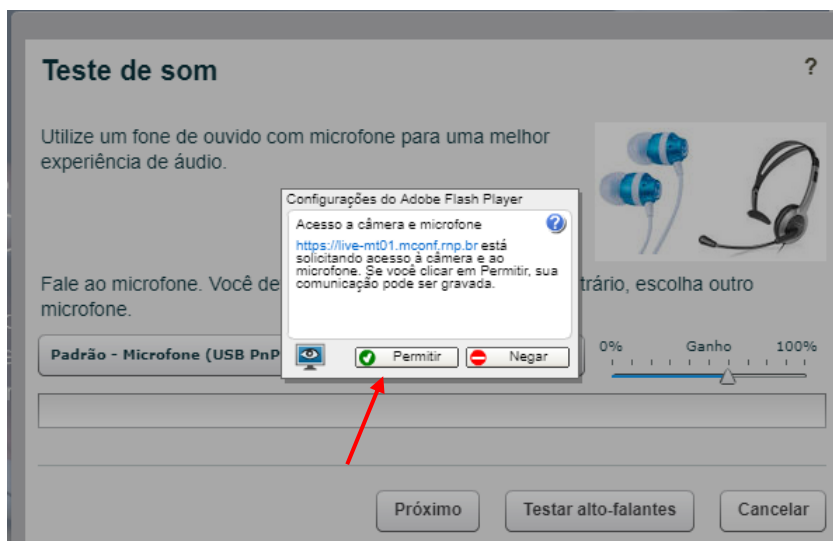 Teste de som
?
Utilize um fone de ouvido com microfone para uma melhor
experiência de áudio.
Configurações do Adobe Flash Player
Acesso a câmera e microfone
?
https://live-mt01.mconf.rnp.br está
solicitando acesso à câmera e ao
microfone. Se você clicar em Permitir, sua
comunicação pode ser gravada.
Permitir
Negar
Fale ao microfone. Você de
trário, escolha outro
microfone.
Padrão - Microfone (USB PnP
0% Ganho 100%
Próximo
Testar alto-falantes
Cancelar